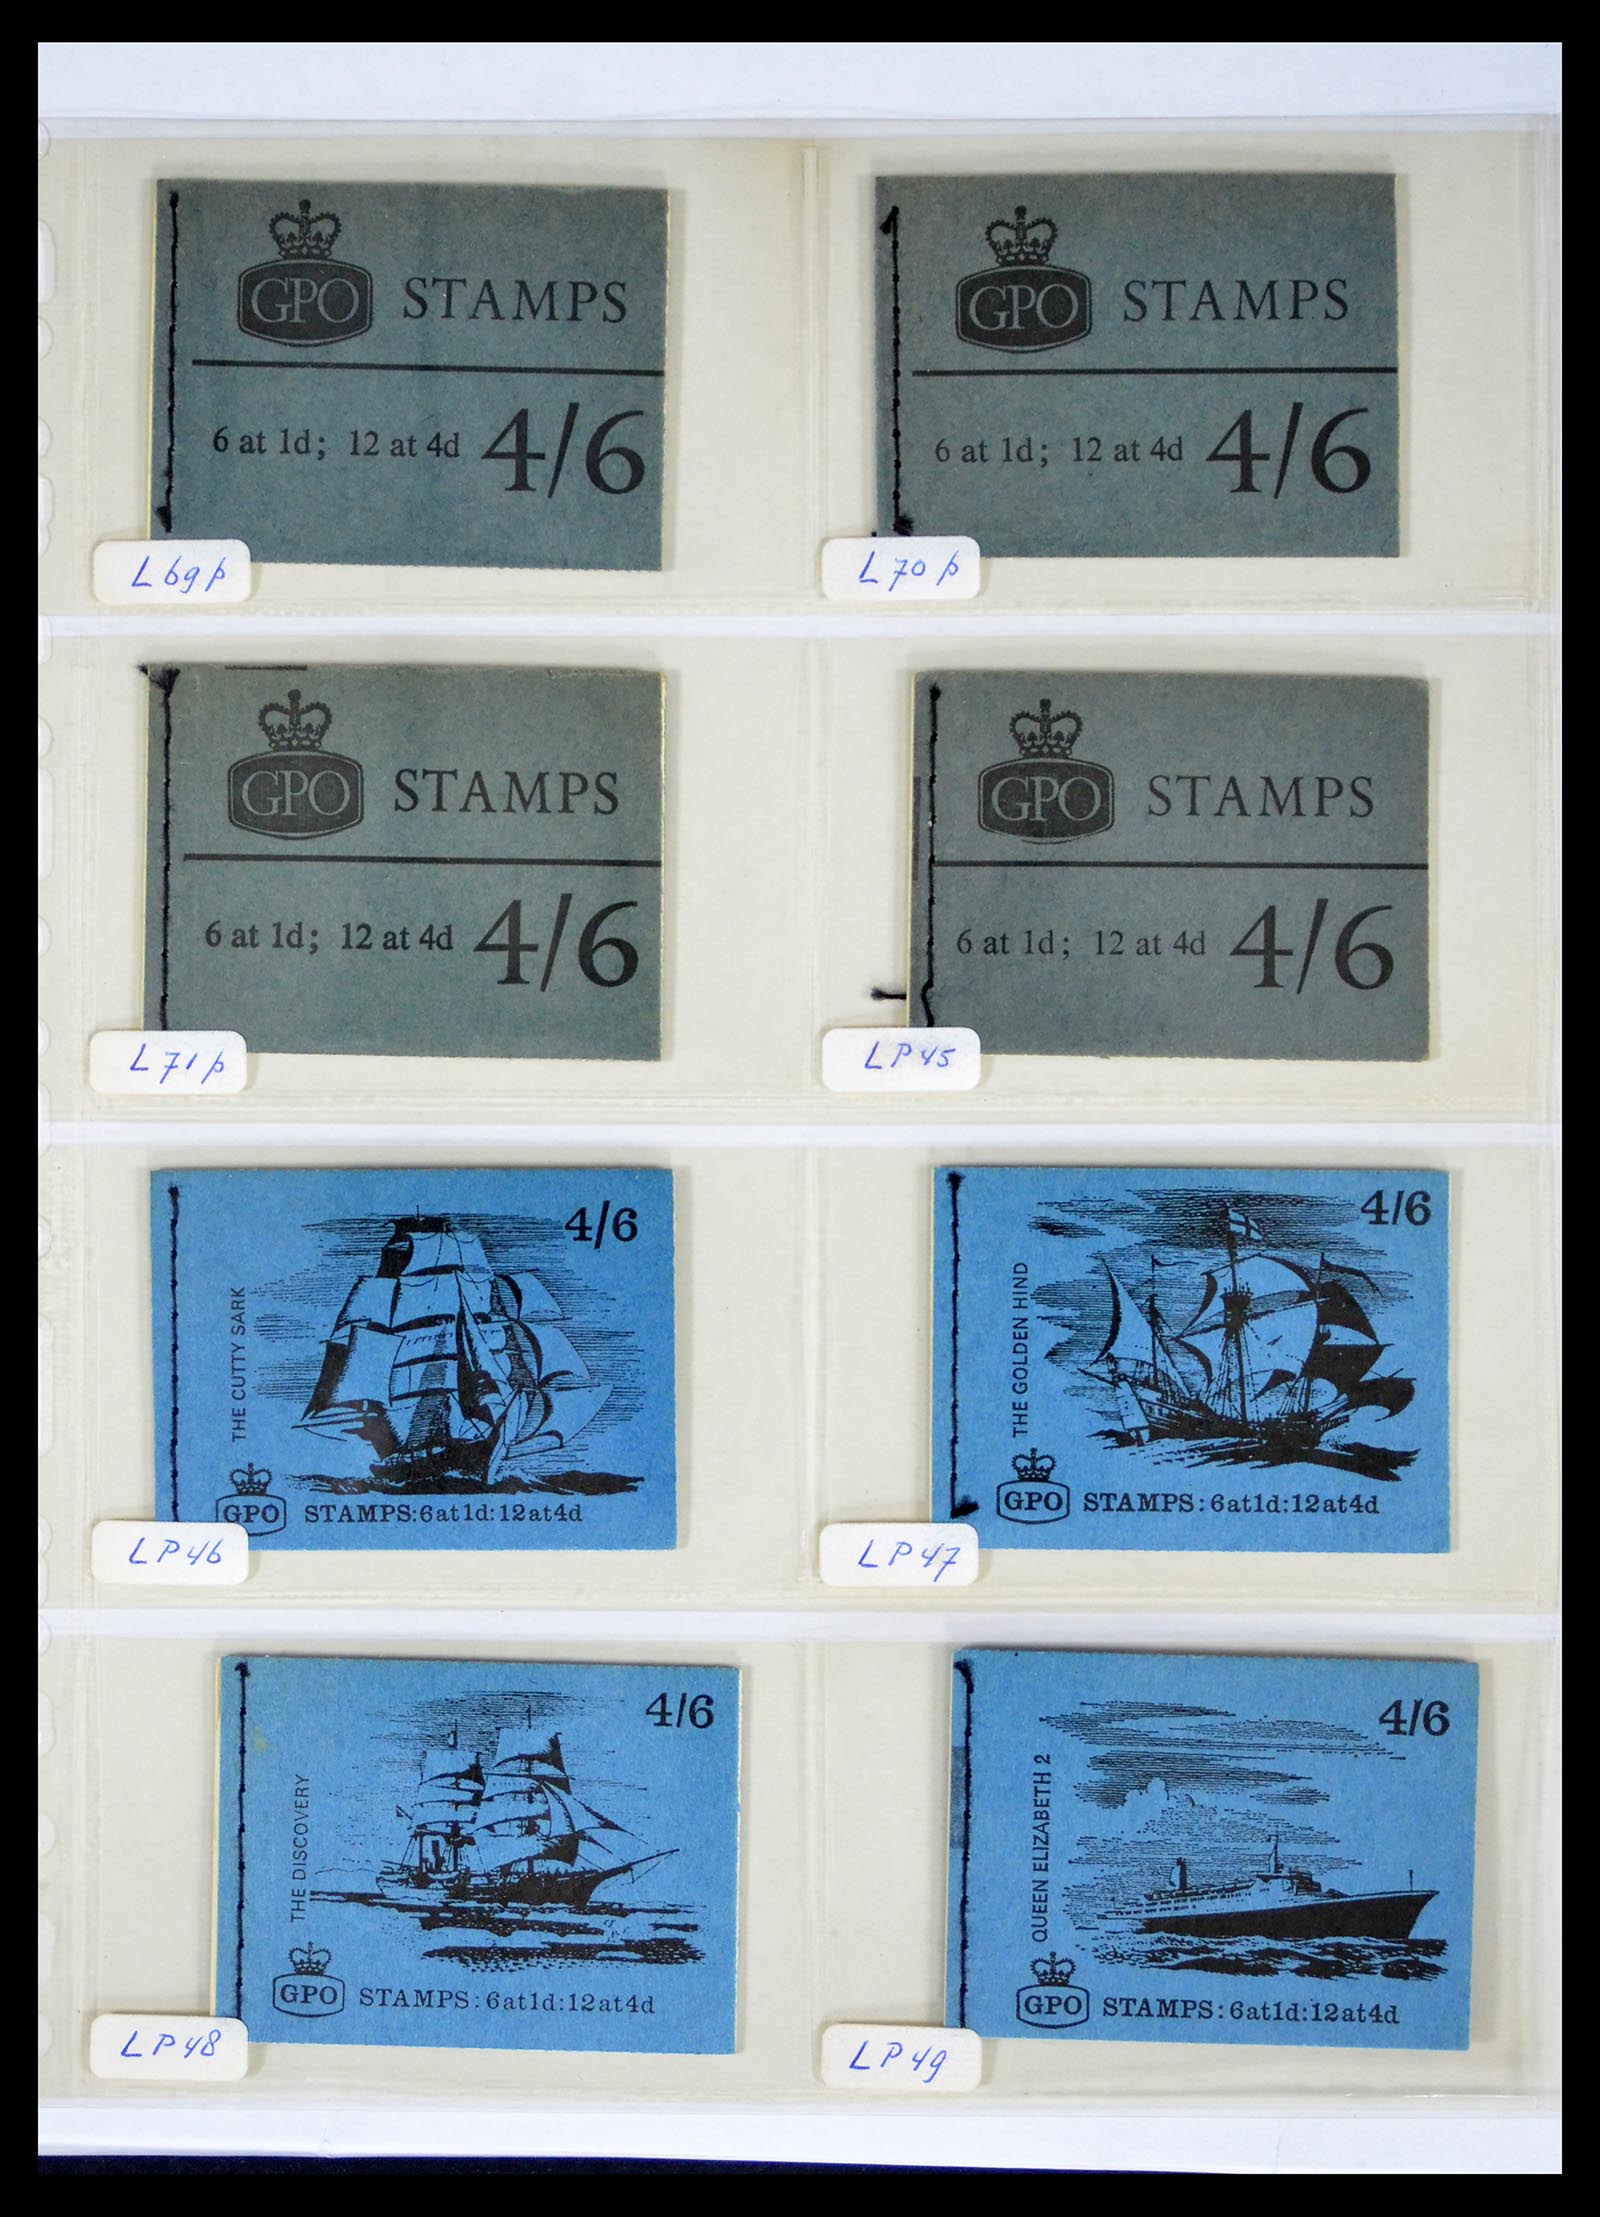 GPO STAMPS
6 at 1d; 12 at 4d 4/6
L69p
GPO STAMPS
6 at 1d; 12 at 4d 4/6
L70p
GPO STAMPS
6 at 1d; 12 at 4d 4/6
L71p
GPO STAMPS
6 at 1d; 12 at 4d 4/6
LP45
4/6
THE CUTTY SARK
GPO STAMPS:6at1d:12at4d
LP46
4/6
THE GOLDEN HIND
GPO STAMPS:6at1d:12at4d
LP47
4/6
THE DISCOVERY
GPO STAMPS:6at1d:12at4d
LP48
4/6
QUEEN ELIZABETH 2
GPO STAMPS:6at1d:12at4d
LP49